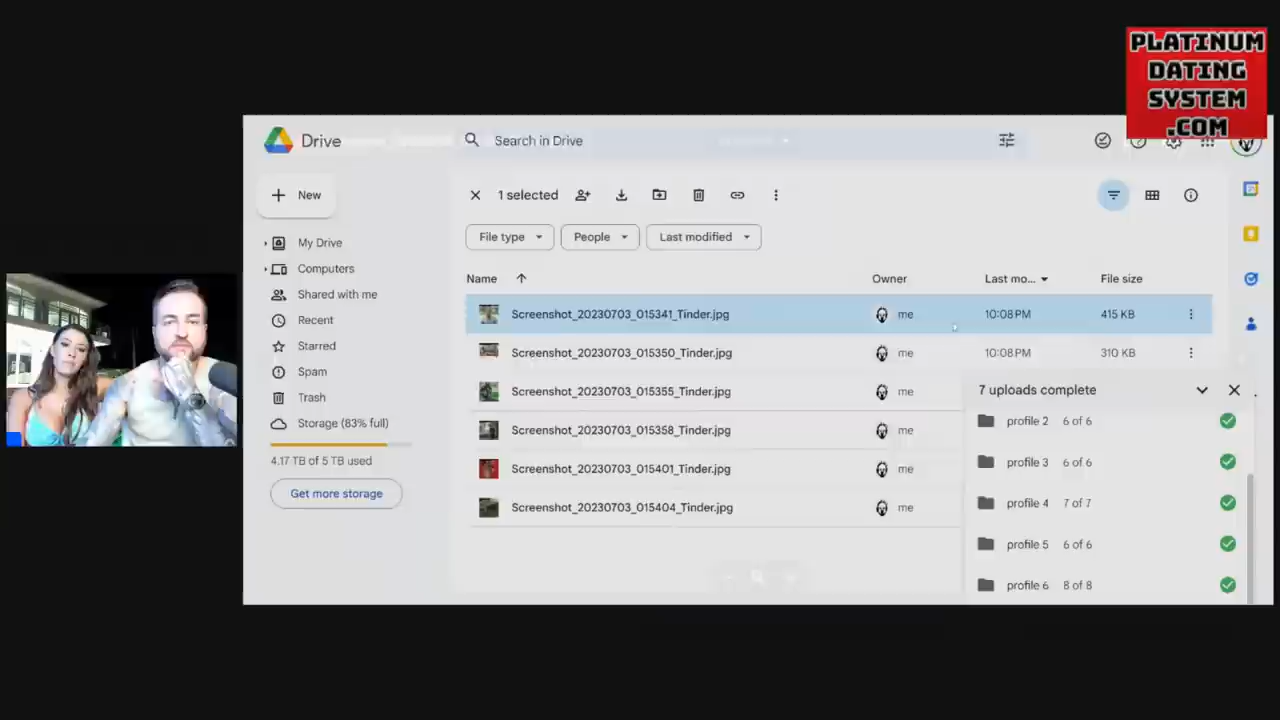 PLATINUM
DATING
SYSTEM
.COM
Drive
Search in Drive
New
1 selected
My Drive
Computers
Shared with me
Recent
Starred
Spam
Trash
Storage (83% full)
4.17 TB of 5 TB used
Get more storage
File type
People
Last modified
Name Owner Last mo... File size
Screenshot_20230703_015341_Tinder.jpg me 10:08 PM 415 KB
Screenshot_20230703_015350_Tinder.jpg me 10:08 PM 310 KB
Screenshot_20230703_015355_Tinder.jpg me
Screenshot_20230703_015358_Tinder.jpg me
Screenshot_20230703_015401_Tinder.jpg me
Screenshot_20230703_015404_Tinder.jpg me
7 uploads complete
profile 2 6 of 6
profile 3 6 of 6
profile 4 7 of 7
profile 5 6 of 6
profile 6 8 of 8